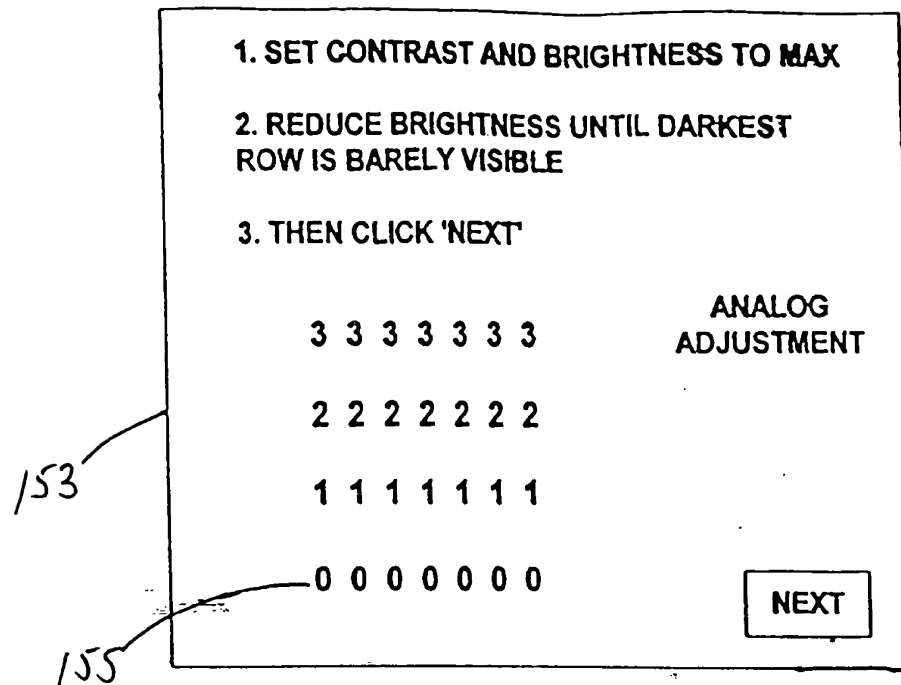 1. SET CONTRAST AND BRIGHTNESS TO MAX
2. REDUCE BRIGHTNESS UNTIL DARKEST
ROW IS BARELY VISIBLE
3. THEN CLICK 'NEXT'
ANALOG
ADJUSTMENT
3 3 3 3 3 3 3
2 2 2 2 2 2 2
153
1 1 1 1 1 1 1
0 0 0 0 0 0 0
NEXT
155